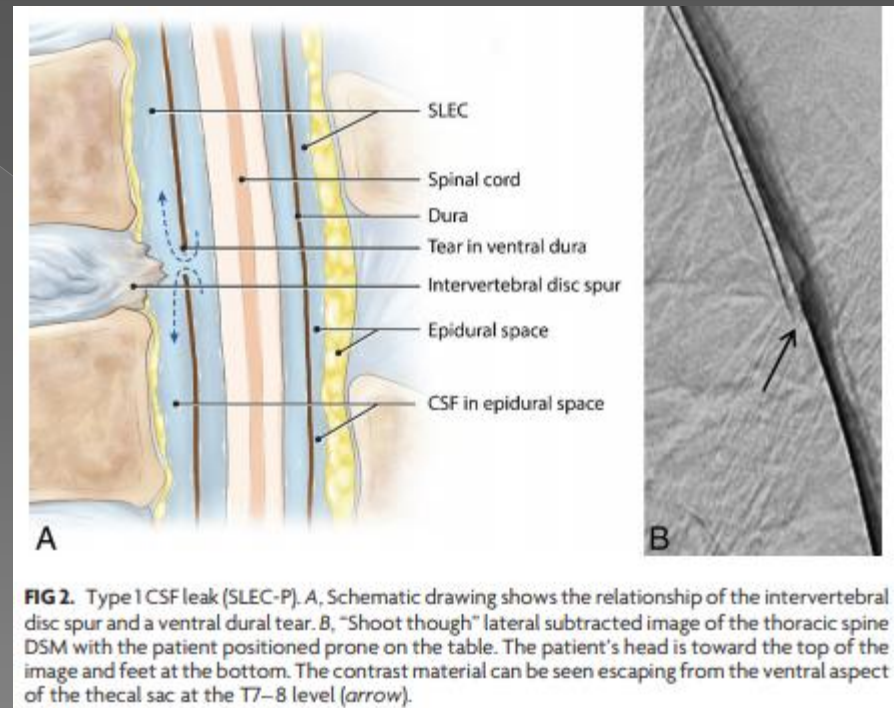 SLEC
Spinal cord
Dura
Tear in ventral dura
Intervertebral disc spur
Epidural space
CSF in epidural space
A
B
FIG 2. Type 1 CSF leak (SLEC-P). A, Schematic drawing shows the relationship of the intervertebral
disc spur and a ventral dural tear. B, “Shoot though” lateral subtracted image of the thoracic spine
DSM with the patient positioned prone on the table. The patient's head is toward the top of the
image and feet at the bottom. The contrast material can be seen escaping from the ventral aspect
of the thecal sac at the T7–8 level (arrow).